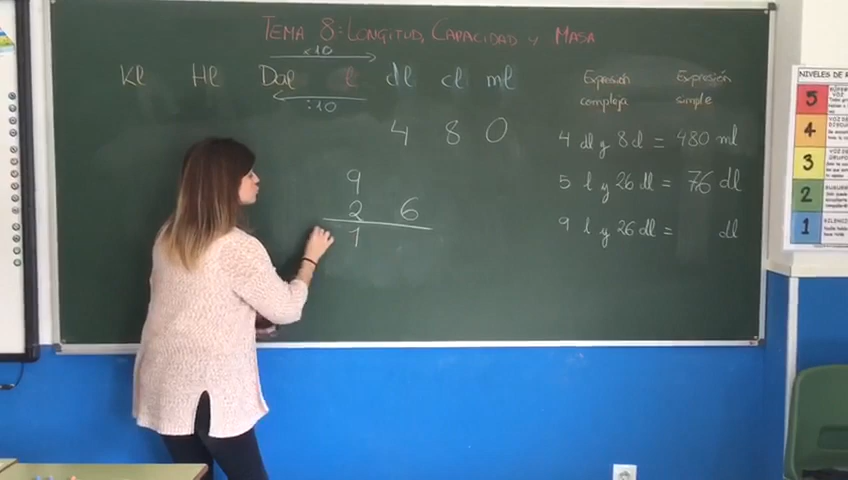 TEMA 8: LONGITUD, CAPACIDAD Y MASA
x10
Kl Hl Dal l dl cl ml
:10
4 8 0
9
2 6
1
Expresión compleja Expresión simple
4 dl y 8 cl = 480 ml
5 l y 26 dl = 76 dl
9 l y 26 dl = dl
NIVELES DE R
5
4
3
2
1